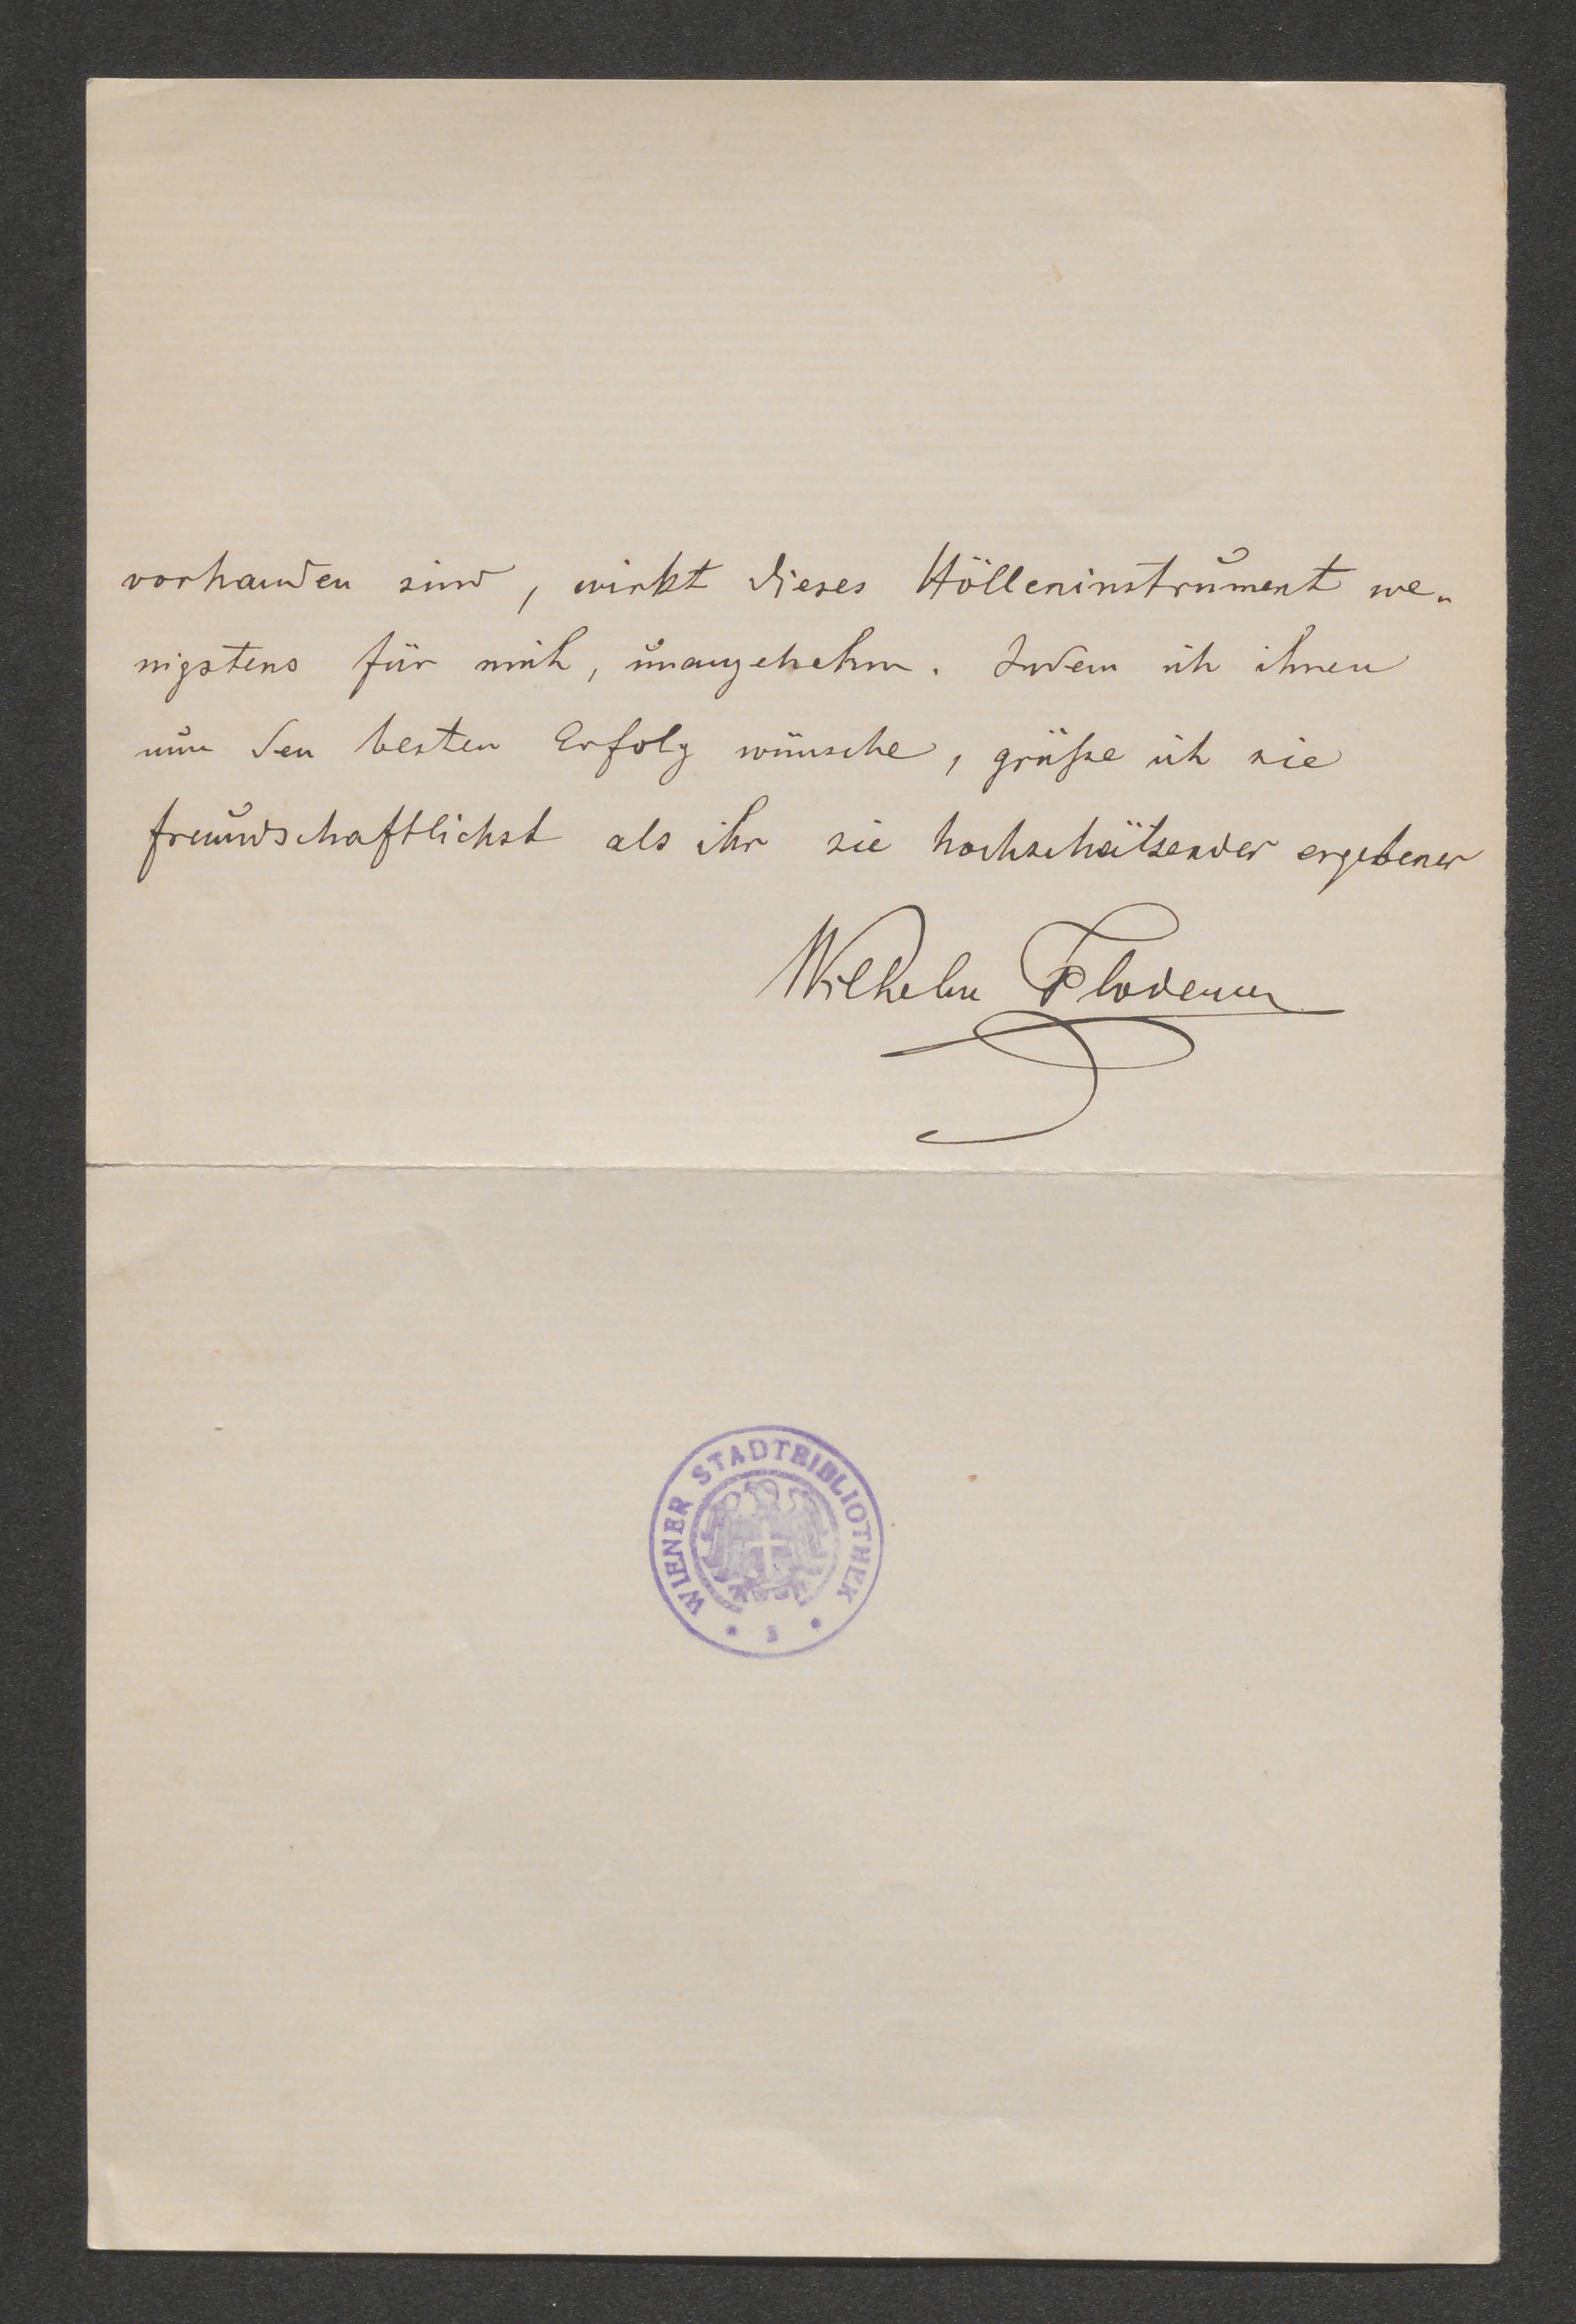 vorhanden sind, wirkt dieses Hölleninstrument we-
nigstens für mich, unangenehm. Indem ich ihnen
nun den besten Erfolg wünsche, grüße ich sie
freundschaftlichst als ihr sie hochschätzender ergebener
Wilhelm Floderer
WIENER STADTBIBLIOTHEK